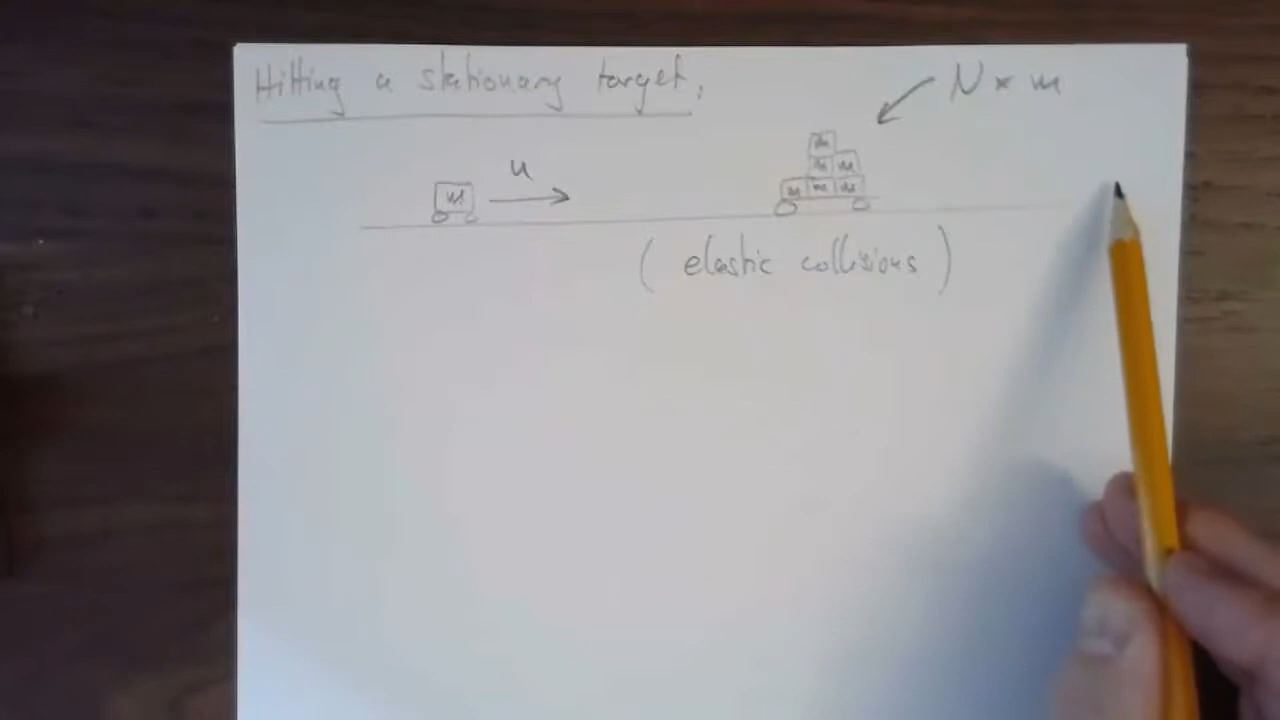 Hitting a stationary target:
N * m
u
m
m
m m
m m m
m
(elastic collisions)